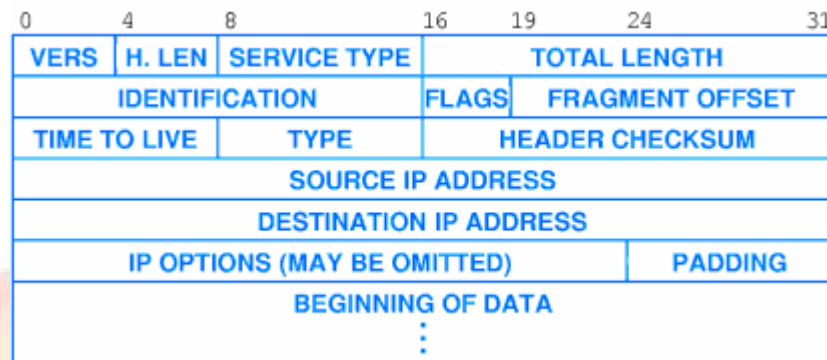 0 4 8 16 19 24 31
VERS H. LEN SERVICE TYPE TOTAL LENGTH
IDENTIFICATION FLAGS FRAGMENT OFFSET
TIME TO LIVE TYPE HEADER CHECKSUM
SOURCE IP ADDRESS
DESTINATION IP ADDRESS
IP OPTIONS (MAY BE OMITTED) PADDING
BEGINNING OF DATA